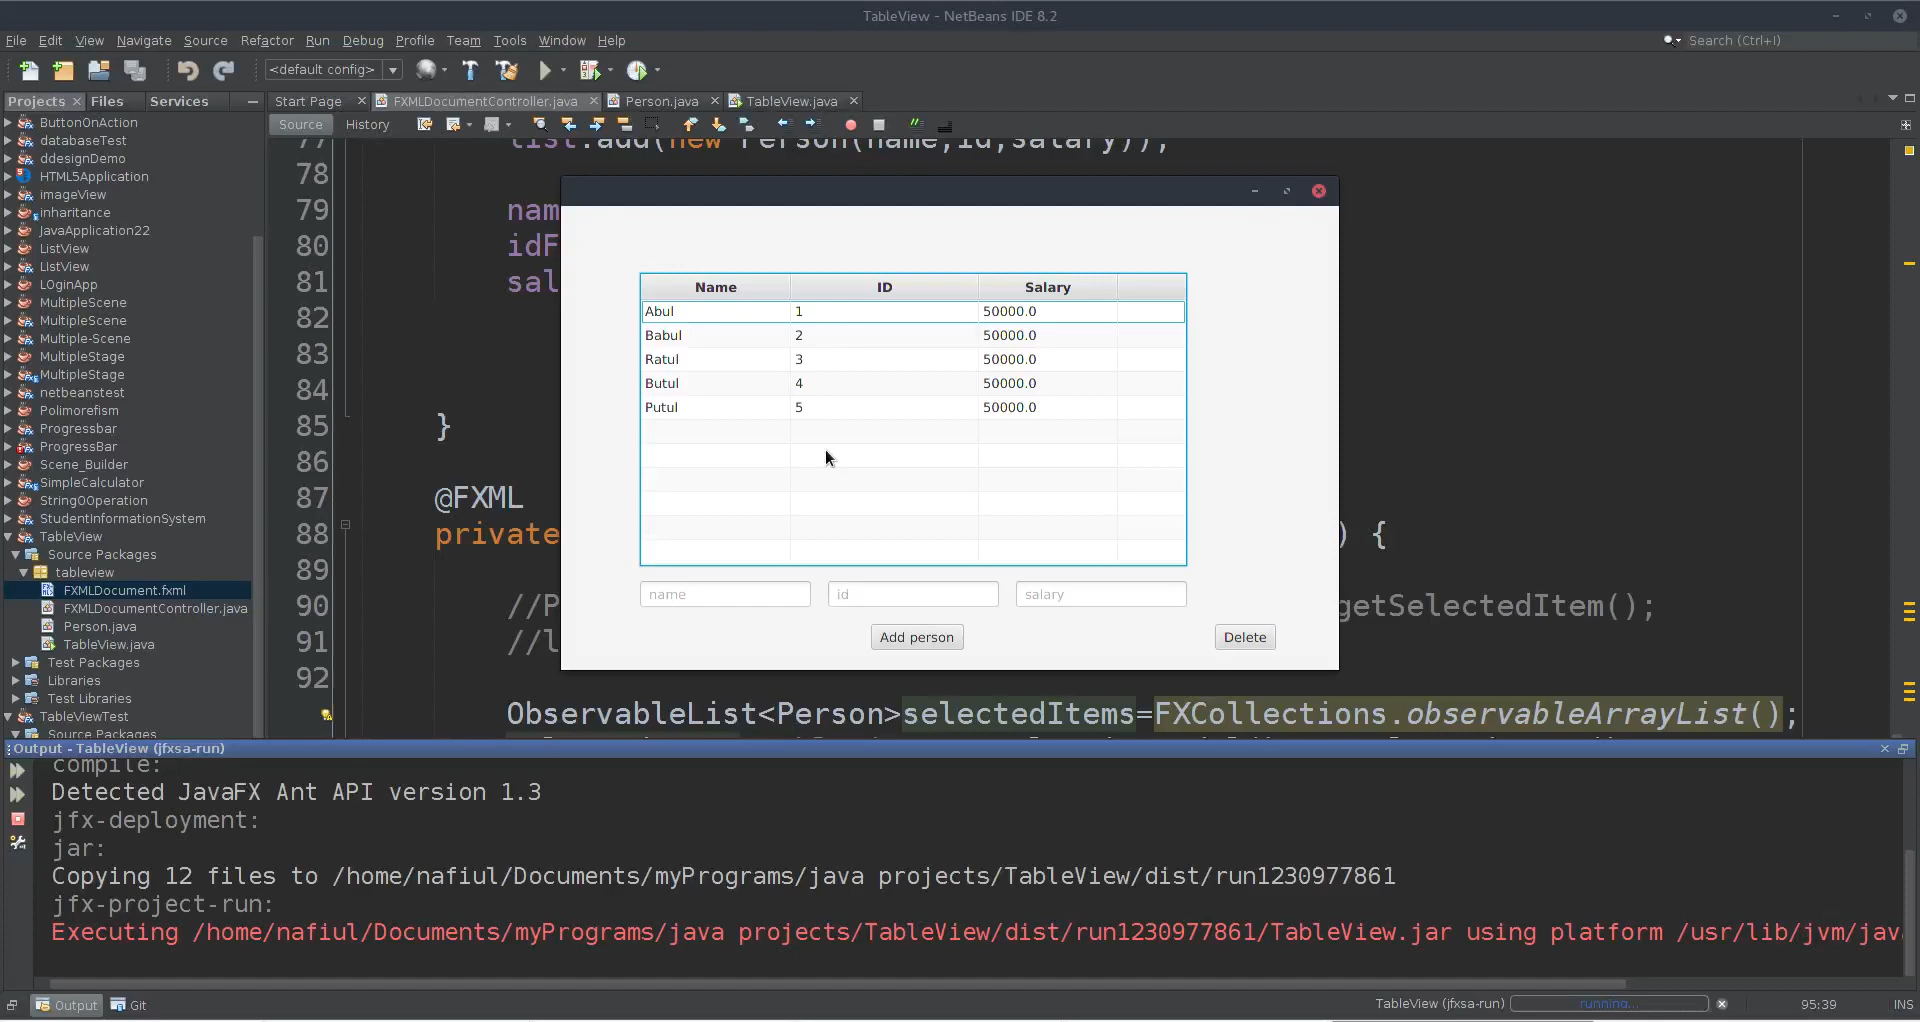 TableView - NetBeans IDE 8.2
File Edit View Navigate Source Refactor Run Debug Profile Team Tools Window Help
Search (Ctrl+I)
<default config>
Projects Files Services
Start Page FXMLDocumentController.java Person.java TableView.java
Source History
ButtonOnAction
databaseTest
ddesignDemo
HTML5Application
imageView
inheritance
JavaApplication22
ListView
LIstView
LOginApp
MultipleScene
MultipleScene
Multiple-Scene
MultipleStage
MultipleStage
netbeanstest
Polimorefism
Progressbar
ProgressBar
Scene_Builder
SimpleCalculator
StringOOperation
StudentInformationSystem
TableView
Source Packages
tableview
FXMLDocument.fxml
FXMLDocumentController.java
Person.java
TableView.java
Test Packages
Libraries
Test Libraries
TableViewTest
Source Packages
77 list.add(new Person(name,id,salary));
78
79 nam
80 idF
81 sal
82
83
84
85 }
86
87 @FXML
88 private ) {
89
90 //P getSelectedItem();
91 //l
92
ObservableList<Person>selectedItems=FXCollections.observableArrayList();
Name ID Salary
Abul 1 50000.0
Babul 2 50000.0
Ratul 3 50000.0
Butul 4 50000.0
Putul 5 50000.0
name id salary
Add person Delete
Output - TableView (jfxsa-run)
compile:
Detected JavaFX Ant API version 1.3
jfx-deployment:
jar:
Copying 12 files to /home/nafiul/Documents/myPrograms/java projects/TableView/dist/run1230977861
jfx-project-run:
Executing /home/nafiul/Documents/myPrograms/java projects/TableView/dist/run1230977861/TableView.jar using platform /usr/lib/jvm/jav
Output Git
TableView (jfxsa-run) running... 95:39 INS